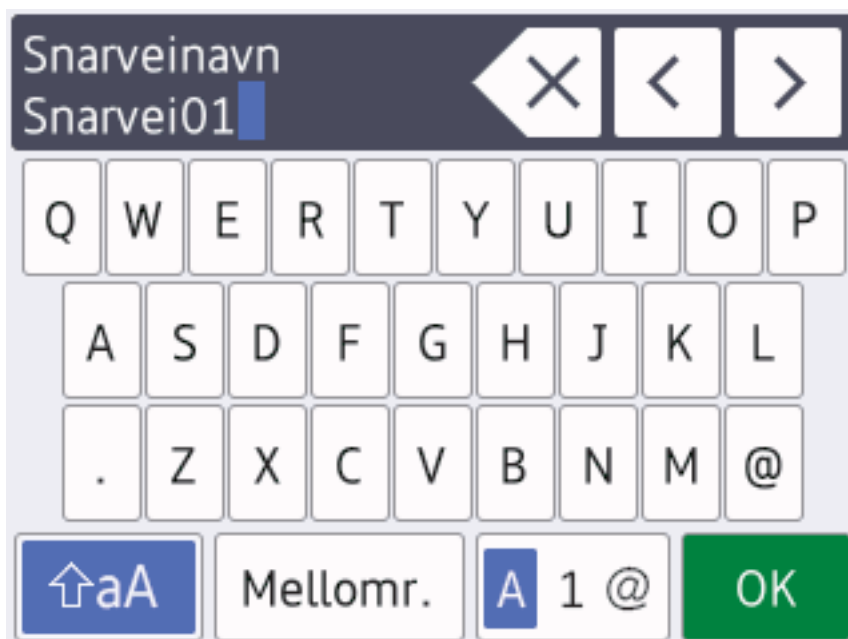 Snarveinavn
Snarvei01
Q W E R T Y U I O P
A S D F G H J K L
. Z X C V B N M @
aA Mellomr. A 1 @ OK